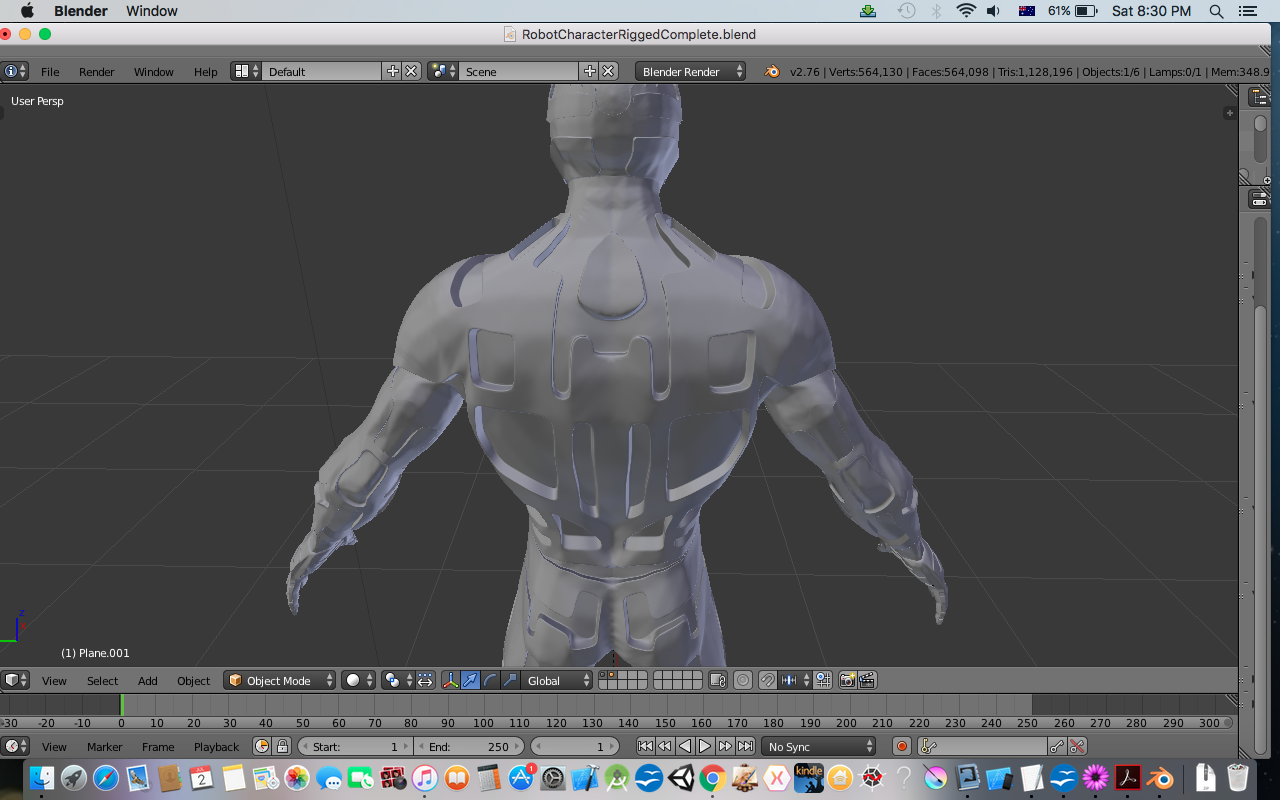 Blender Window 61% Sat 8:30 PM
RobotCharacterRiggedComplete.blend
File Render Window Help Default Scene Blender Render v2.76 | Verts:564,130 | Faces:564,098 | Tris:1,128,196 | Objects:1/6 | Lamps:0/1 | Mem:348.9
User Persp
z
(1) Plane.001
View Select Add Object Object Mode Global
-30 -20 -10 0 10 20 30 40 50 60 70 80 90 100 110 120 130 140 150 160 170 180 190 200 210 220 230 240 250 260 270 280 290 300
View Marker Frame Playback Start: 1 End: 250 1 No Sync
2 1 kindle